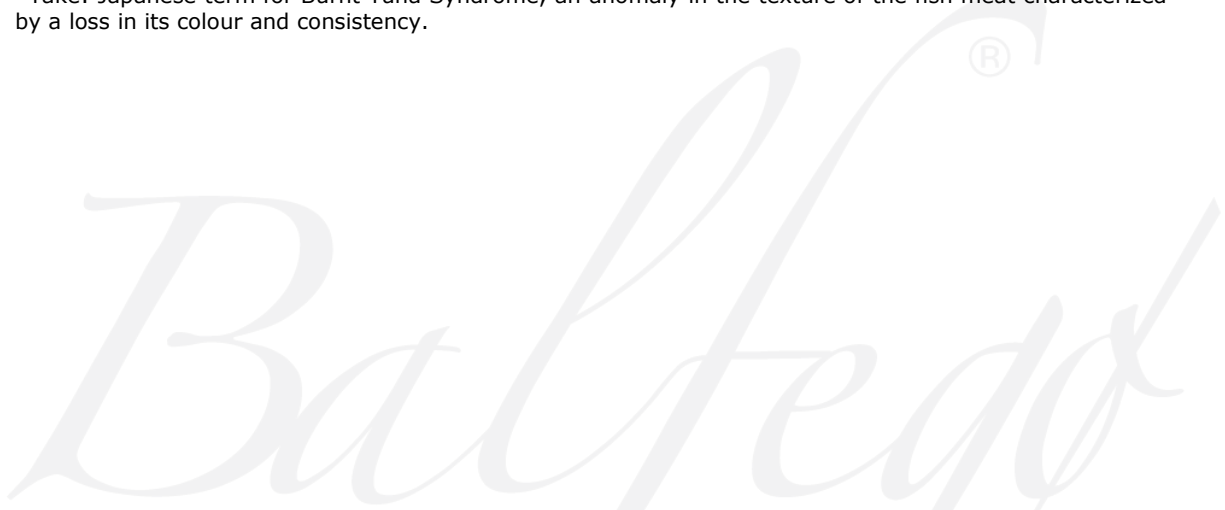 Yake: Japanese term for Burnt Tuna Syndrome, an anomaly in the texture of the fish meat characterized
by a loss in its colour and consistency.
®
Balfegó